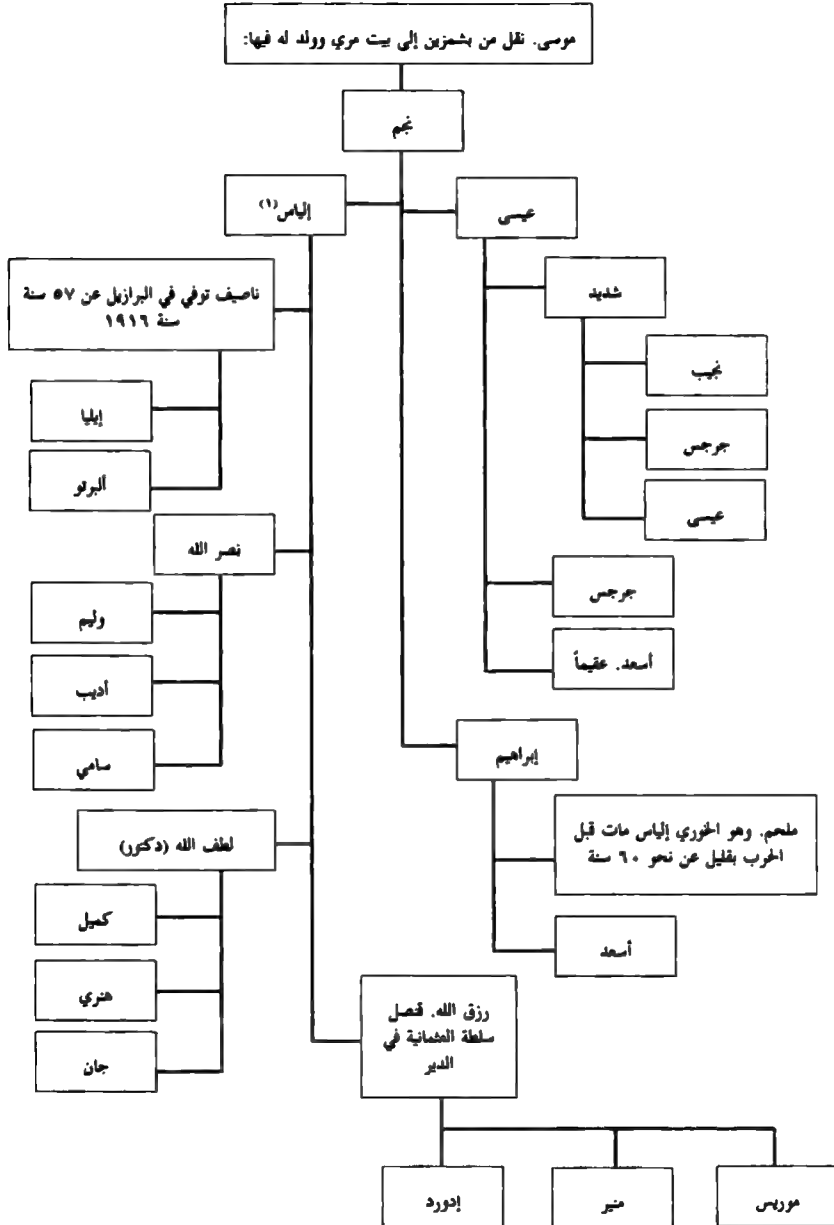 موسى. نقل من بشمزين إلى بيت مري وولد له فيها:
نجم
عيسى
شديد
نجيب
جرجس
عيسى
جرجس
أسعد. عقيماً
إبراهيم
ملحم. وهو الخوري إلياس مات قبل
الحرب بقليل عن نحو ٦٠ سنة
أسعد
إلياس(١)
ناصيف توفي في البرازيل عن ٥٧ سنة
سنة ١٩١٦
إيليا
ألبرتو
نصر الله
وليم
أديب
سامي
لطف الله (دكتور)
كميل
هنري
جان
رزق الله. قنصل
سلطة العثمانية في
الدير
موريس
منير
إدورد